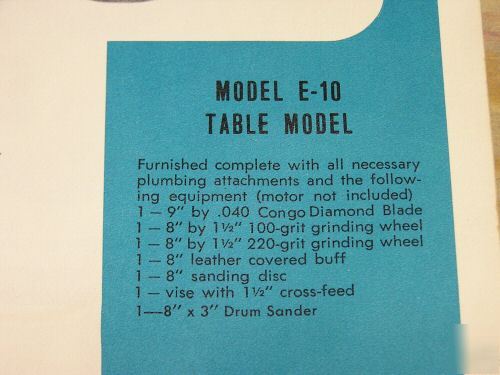 MODEL E-10
TABLE MODEL
Furnished complete with all necessary
plumbing attachments and the follow-
ing equipment (motor not included)
1 – 9" by .040 Congo Diamond Blade
1 – 8" by 1½" 100-grit grinding wheel
1 – 8" by 1½" 220-grit grinding wheel
1 – 8" leather covered buff
1 – 8" sanding disc
1 – vise with 1½" cross-feed
1—8" x 3" Drum Sander